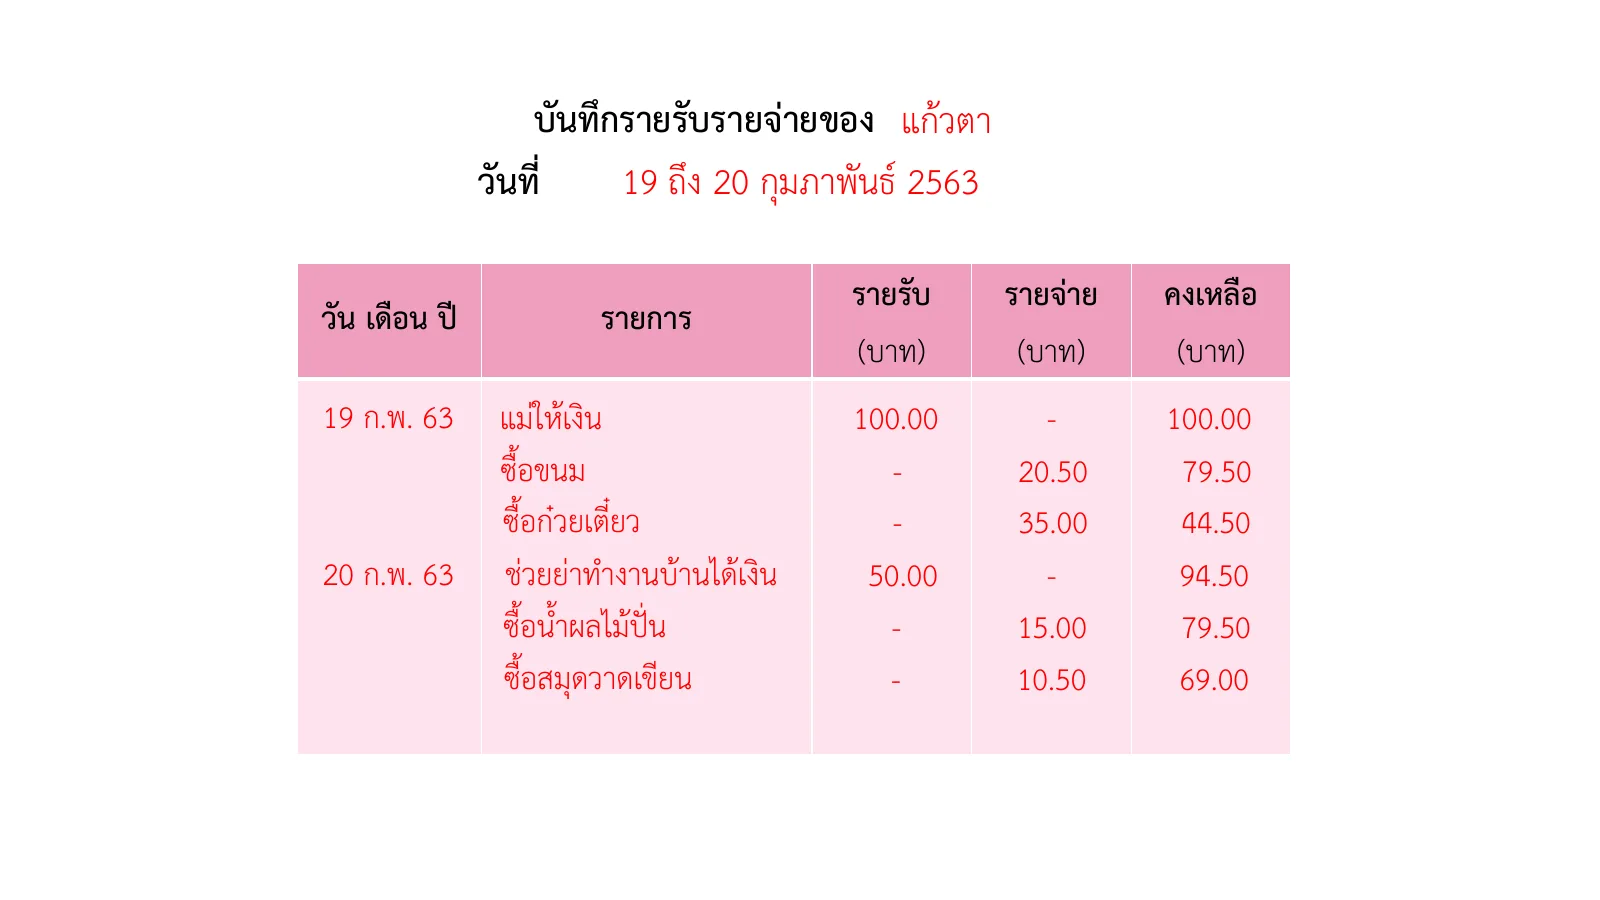 บันทึกรายรับรายจ่ายของ แก้วตา
วันที่ 19 ถึง 20 กุมภาพันธ์ 2563
วัน เดือน ปี รายการ รายรับ (บาท) รายจ่าย (บาท) คงเหลือ (บาท)
19 ก.พ. 63 แม่ให้เงิน 100.00 - 100.00
ซื้อขนม - 20.50 79.50
ซื้อก๋วยเตี๋ยว - 35.00 44.50
20 ก.พ. 63 ช่วยย่าทำงานบ้านได้เงิน 50.00 - 94.50
ซื้อน้ำผลไม้ปั่น - 15.00 79.50
ซื้อสมุดวาดเขียน - 10.50 69.00